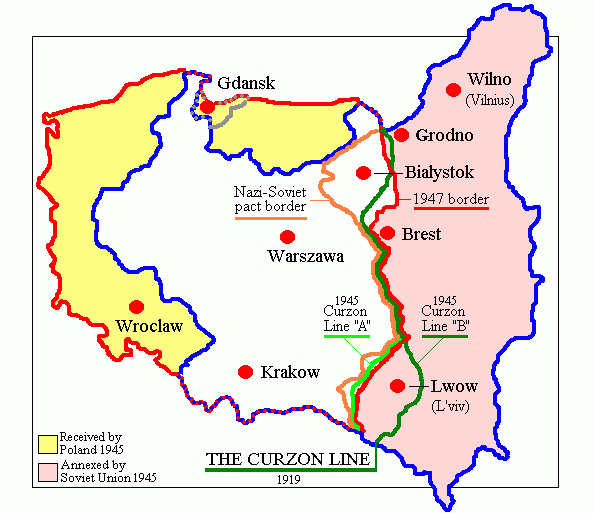 Wilno
(Vilnius)
Gdansk
Grodno
Bialystok
Nazi-Soviet
pact border
1947 border
Brest
Warszawa
1945
Curzon
Line "A"
1945
Curzon
Line "B"
Wroclaw
Krakow
Lwow
(L'viv)
Received by
Poland 1945
Annexed by
Soviet Union 1945
THE CURZON LINE
1919